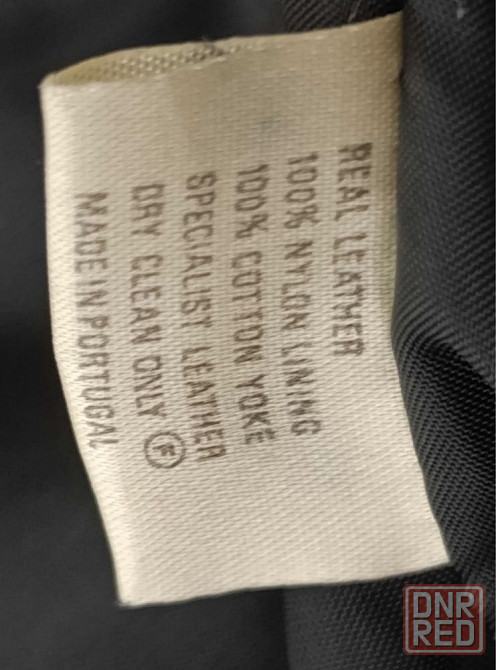 REAL LEATHER
100% NYLON LINING
100% COTTON YOKE
SPECIALIST LEATHER
DRY CLEAN ONLY Ⓕ
MADE IN PORTUGAL
DNR
RED